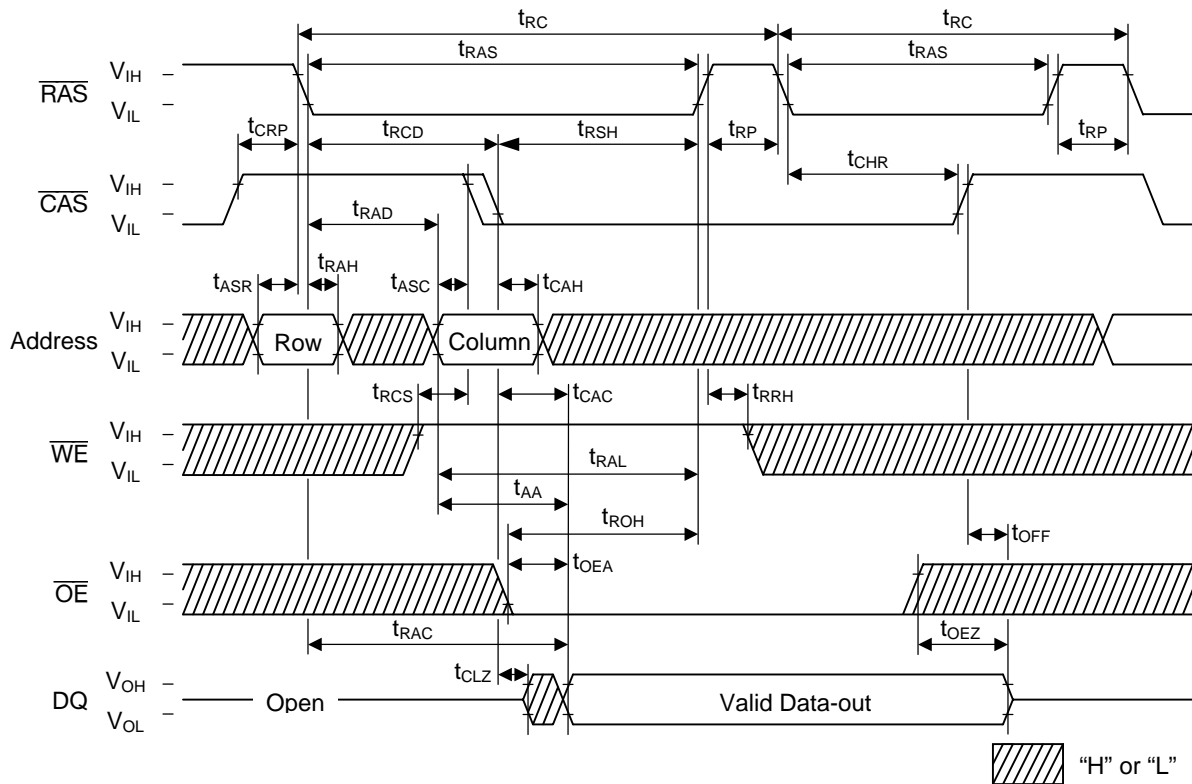 tRC tRC
tRAS tRAS
RAS VIH
VIL
tCRP tRCD tRSH tRP tRP
tCHR
CAS VIH
VIL
tRAD
tASR tRAH tASC tCAH
Address VIH
VIL
Row Column
tRCS tCAC tRRH
WE VIH
VIL
tRAL
tAA
tROH tOFF
OE VIH
VIL
tOEA
tRAC tOEZ
tCLZ
DQ VOH
VOL
Open Valid Data-out
“H” or “L”